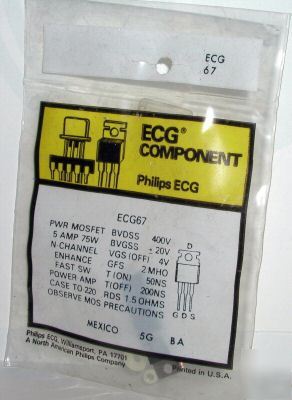 ECG
67
ECG®
COMPONENT
Philips ECG
ECG67
PWR MOSFET BVDSS 400V
5 AMP 75W BVGSS ± 20V
N-CHANNEL VGS(OFF) 4V
ENHANCE GFS 2 MHO
FAST SW T(ON) 50NS
POWER AMP T(OFF) 200NS
CASE TO-220 RDS 1.5 OHMS
OBSERVE MOS PRECAUTIONS
D
G D S
MEXICO 5G BA
Philips ECG, Williamsport, PA 17701
A North American Philips Company
Printed in U.S.A.